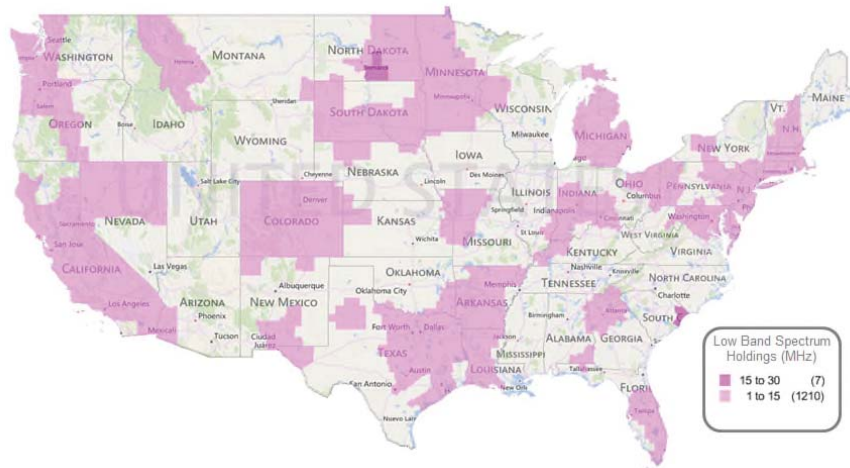 Seattle
WASHINGTON
MONTANA
NORTH DAKOTA
Bismarck
MINNESOTA
Minneapolis
Helena
Portland
Salem
OREGON
Boise
IDAHO
Sheridan
WYOMING
SOUTH DAKOTA
WISCONSIN
Milwaukee
MICHIGAN
VT.
MAINE
N.H.
NEW YORK
IOWA
Des Moines
Cheyenne
NEBRASKA
Lincoln
UNITED STATES
Salt Lake City
Denver
COLORADO
NEVADA
UTAH
Sacramento
San Jose
CALIFORNIA
Las Vegas
KANSAS
Wichita
ILLINOIS
Springfield
St Louis
MISSOURI
INDIANA
Indianapolis
OHIO
Columbus
Cincinnati
PENNSYLVANIA
N.J.
Washington
WEST VIRGINIA
VIRGINIA
KENTUCKY
Nashville
Knoxville
TENNESSEE
Memphis
NORTH CAROLINA
Charlotte
SOUTH
Los Angeles
Mexicali
ARIZONA
Phoenix
Tucson
Albuquerque
NEW MEXICO
Ciudad
Juárez
OKLAHOMA
Oklahoma City
ARKANSAS
Fort Worth
Dallas
TEXAS
Austin
San Antonio
Nuevo Lar
Jackson
MISSISSIPPI
LOUISIANA
New Orl
Birmingham
ALABAMA
Atlanta
GEORGIA
Tallahassee
FLORI
Tampa
Low Band Spectrum
Holdings (MHz)
15 to 30 (7)
1 to 15 (1210)